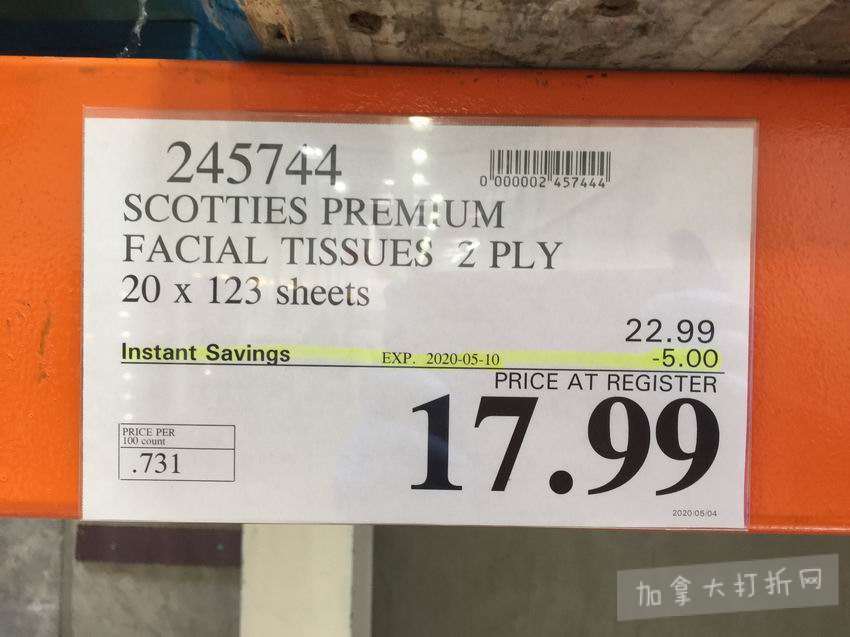 245744
0 000002 457444
SCOTTIES PREMIUM
FACIAL TISSUES 2 PLY
20 x 123 sheets
22.99
Instant Savings EXP. 2020-05-10 -5.00
PRICE AT REGISTER
17.99
PRICE PER
100 count
.731
2020/05/04
加拿大打折网